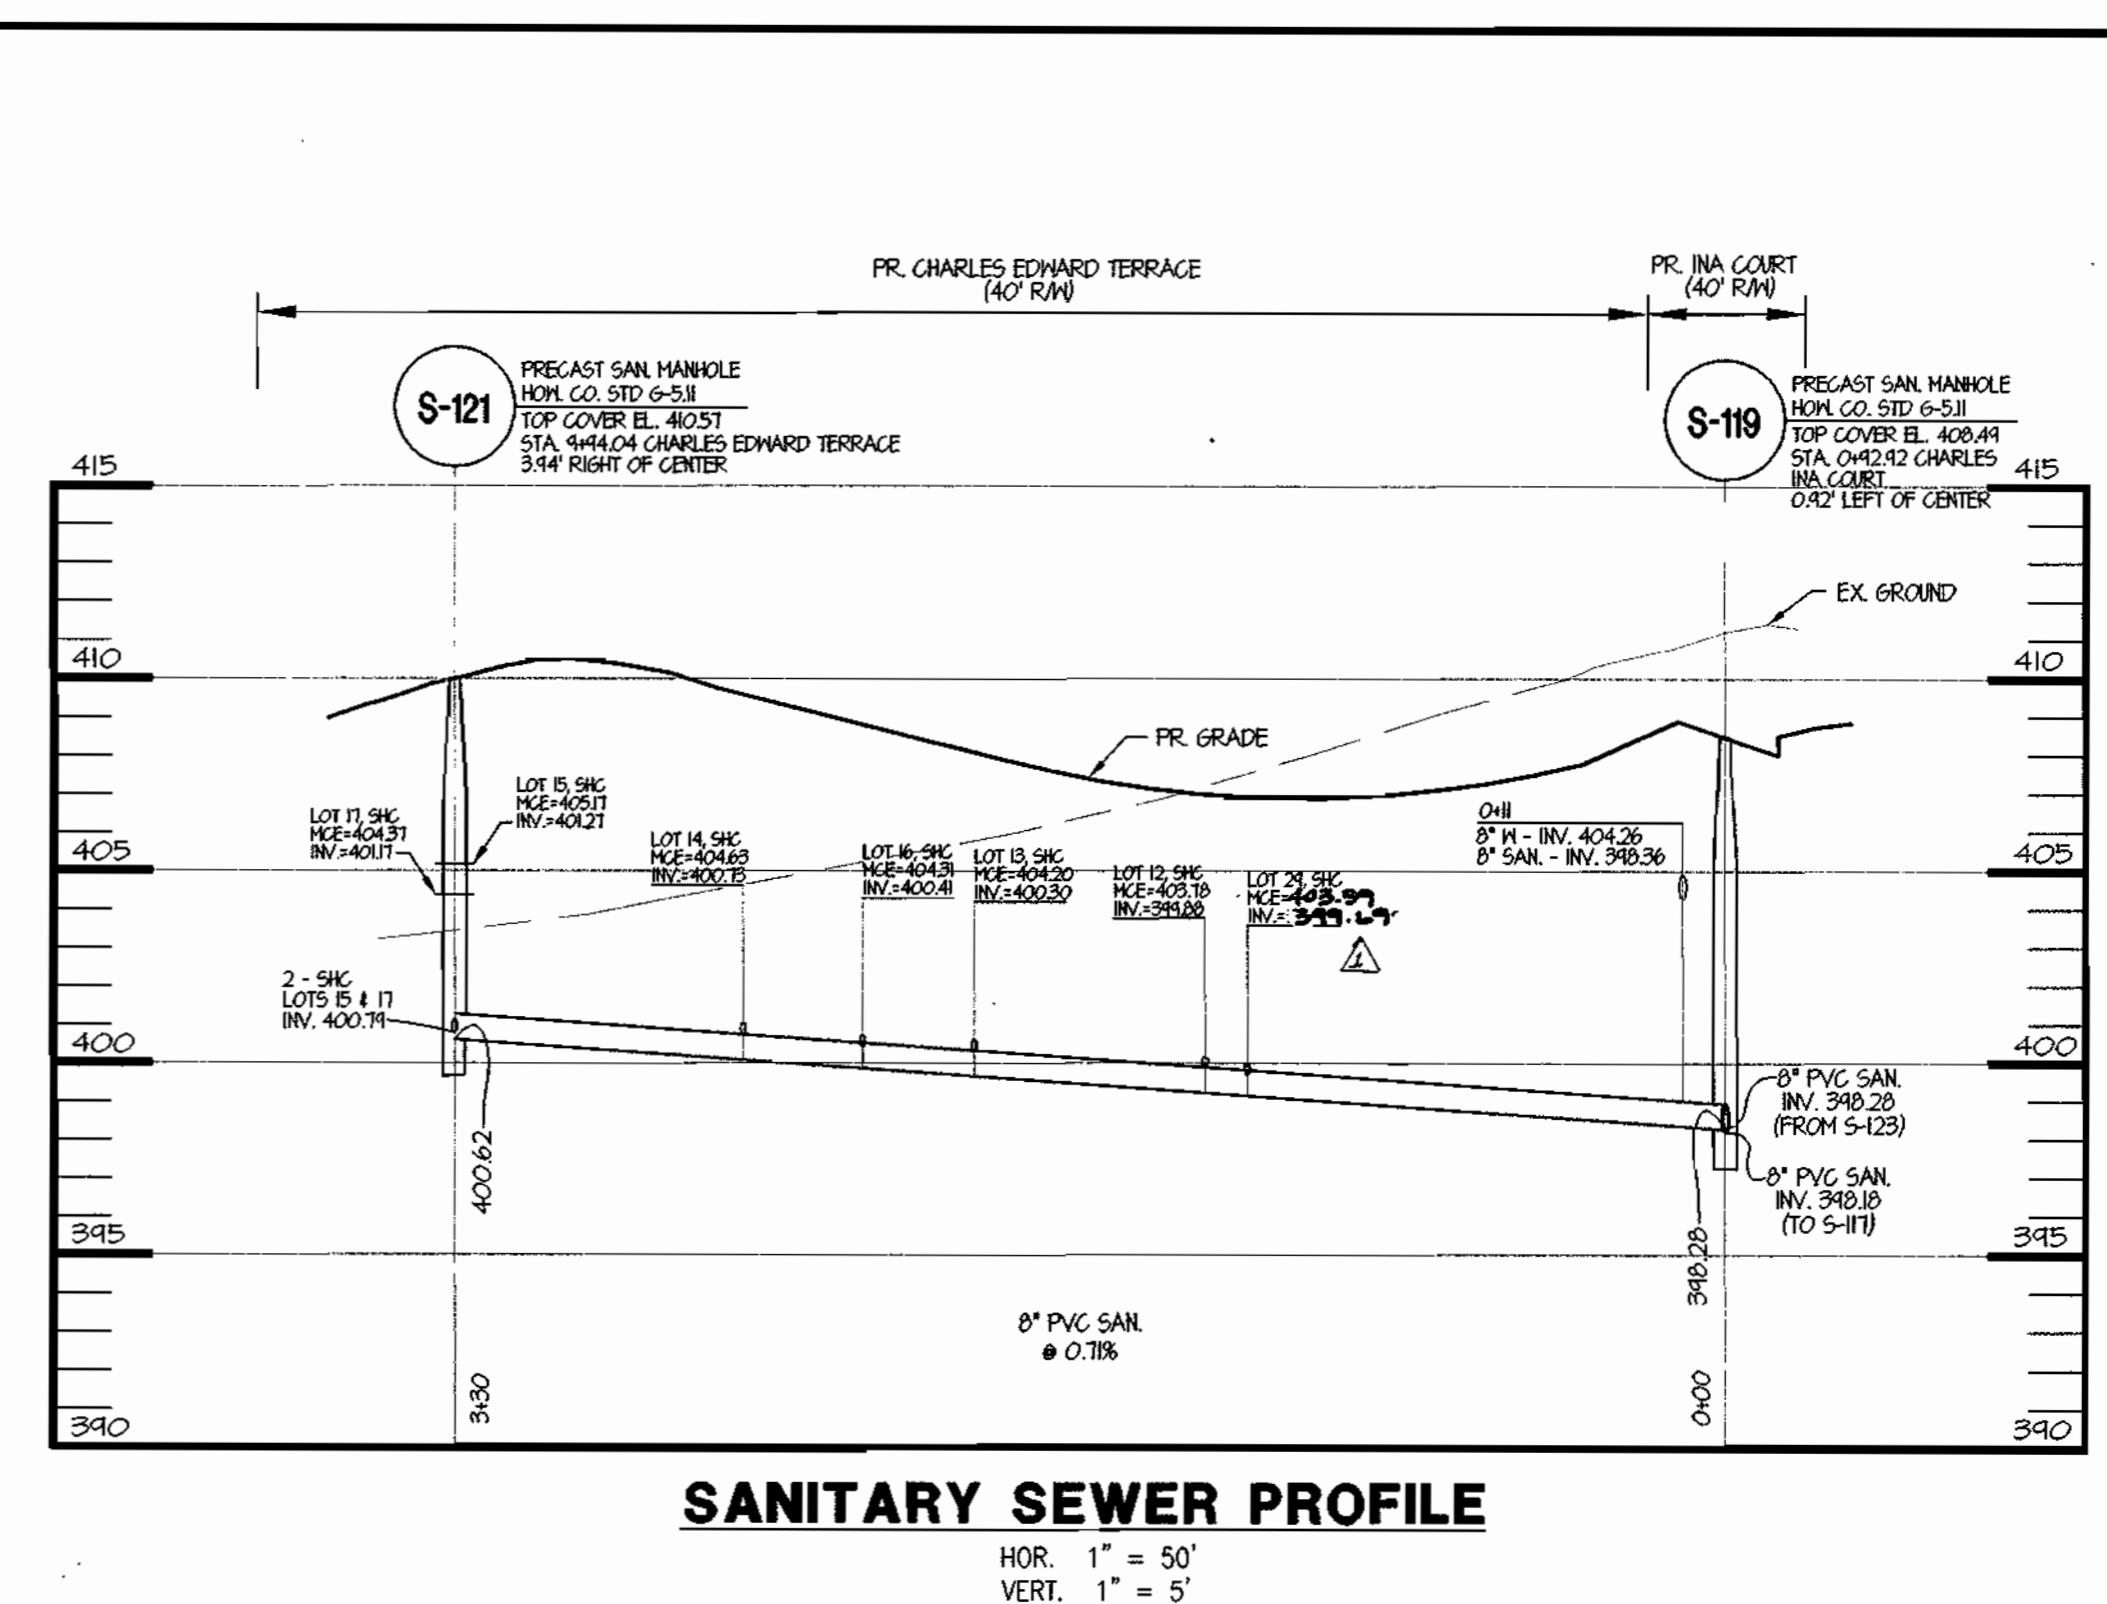 PR. CHARLES EDWARD TERRACE
(40' R/W)
PR. INA COURT
(40' R/W)
S-121
PRECAST SAN. MANHOLE
HOW. CO. STD G-5.11
TOP COVER EL. 410.57
STA. 9+94.04 CHARLES EDWARD TERRACE
3.94' RIGHT OF CENTER
S-119
PRECAST SAN. MANHOLE
HOW. CO. STD G-5.11
TOP COVER EL. 408.49
STA. 0+92.92 CHARLES
INA COURT
0.92' LEFT OF CENTER
415
415
EX. GROUND
410
410
PR. GRADE
LOT 15, SHC
MCE=405.17
INV.=401.27
LOT 17, SHC
MCE=404.37
INV.=401.17
LOT 14, SHC
MCE=404.63
INV.=400.73
LOT 16, SHC
MCE=404.31
INV.=400.41
LOT 13, SHC
MCE=404.20
INV.=400.30
LOT 12, SHC
MCE=403.78
INV.=399.88
LOT 29, SHC
MCE=403.59
INV.=399.69
1
0+11
8" W - INV. 404.26
8" SAN. - INV. 398.36
405
405
2 - SHC
LOTS 15 & 17
INV. 400.79
400
400
400.62
8" PVC SAN.
INV. 398.28
(FROM S-123)
8" PVC SAN.
INV. 398.18
(TO S-117)
398.28
395
395
8" PVC SAN.
@ 0.71%
3+30
0+00
390
390
SANITARY SEWER PROFILE
HOR. 1" = 50'
VERT. 1" = 5'